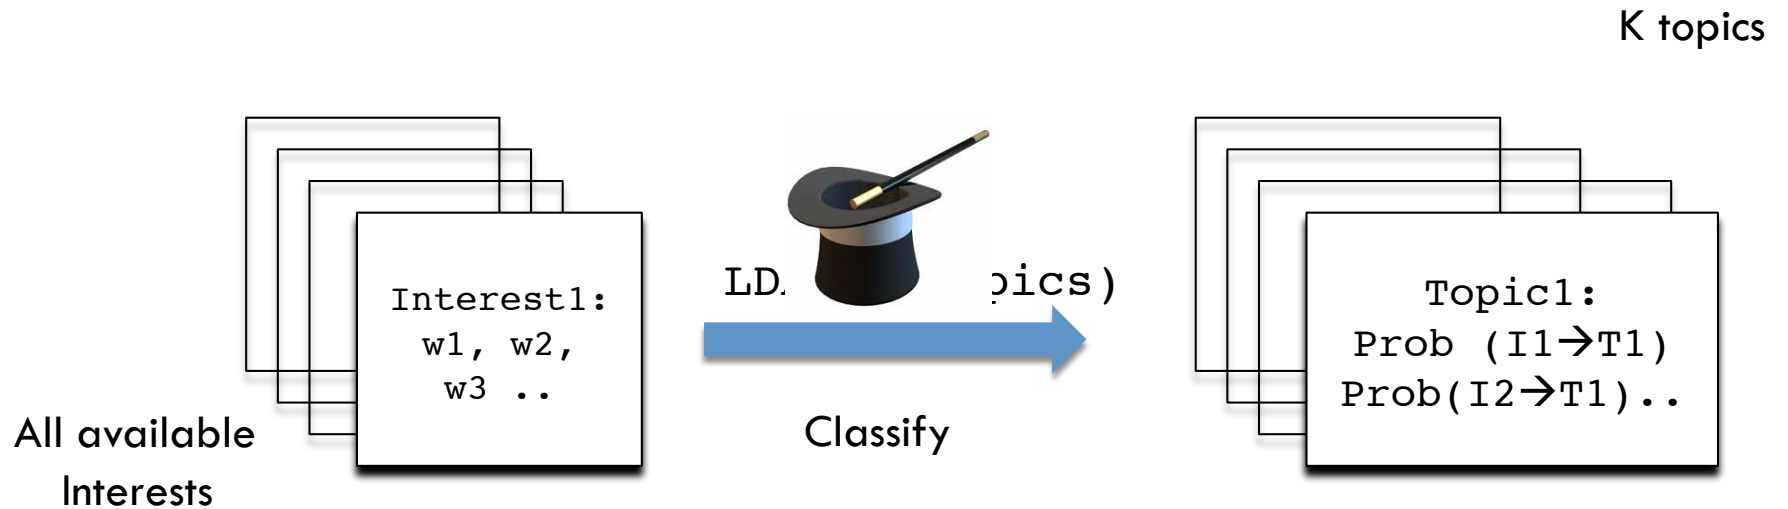 K topics
Interest1:
w1, w2,
w3 ..
All available
Interests
LD
pics)
Classify
Topic1:
Prob (I1→T1)
Prob(I2→T1)..